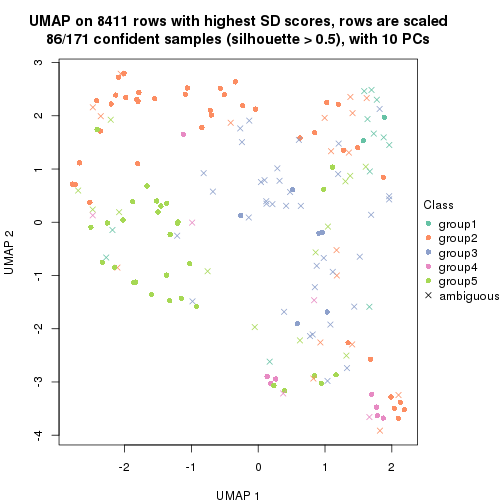 UMAP on 8411 rows with highest SD scores, rows are scaled
86/171 confident samples (silhouette > 0.5), with 10 PCs
3
2
1
0
-1
-2
-3
-4
UMAP 2
-2
-1
0
1
2
UMAP 1
Class
group1
group2
group3
group4
group5
ambiguous